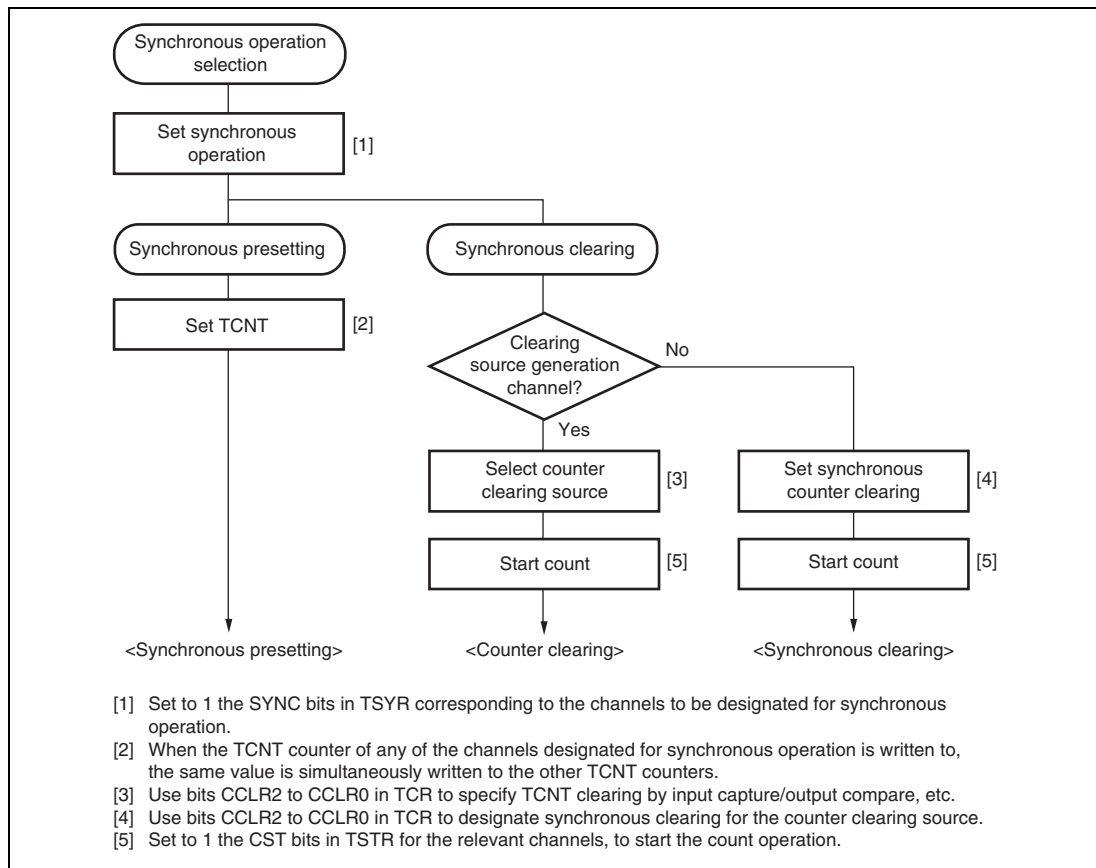 Synchronous operation
selection
Set synchronous
operation
[1]
Synchronous presetting
Synchronous clearing
Set TCNT
[2]
Clearing
source generation
channel?
No
Yes
Select counter
clearing source
[3]
Set synchronous
counter clearing
[4]
Start count
[5]
Start count
[5]
<Synchronous presetting>
<Counter clearing>
<Synchronous clearing>
[1] Set to 1 the SYNC bits in TSYR corresponding to the channels to be designated for synchronous
operation.
[2] When the TCNT counter of any of the channels designated for synchronous operation is written to,
the same value is simultaneously written to the other TCNT counters.
[3] Use bits CCLR2 to CCLR0 in TCR to specify TCNT clearing by input capture/output compare, etc.
[4] Use bits CCLR2 to CCLR0 in TCR to designate synchronous clearing for the counter clearing source.
[5] Set to 1 the CST bits in TSTR for the relevant channels, to start the count operation.